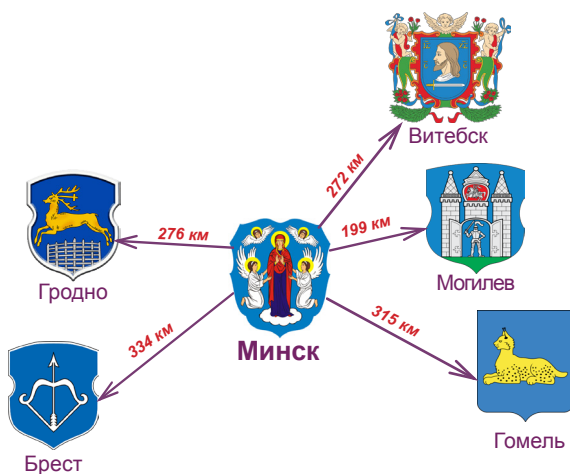 Витебск
272 км
199 км
276 км
Могилев
Гродно
315 км
334 км
Минск
Гомель
Брест